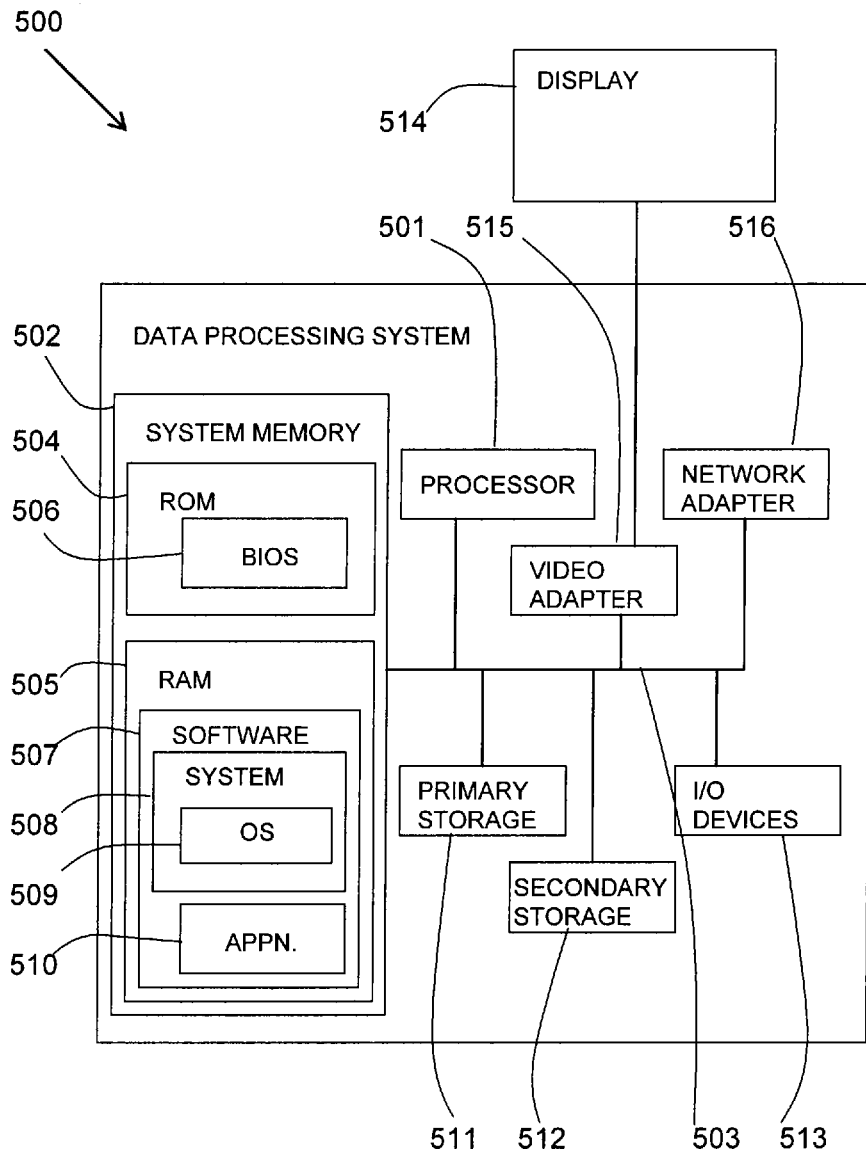 500
DISPLAY
514
501
515
516
502
DATA PROCESSING SYSTEM
SYSTEM MEMORY
504
ROM
506
BIOS
PROCESSOR
NETWORK
ADAPTER
VIDEO
ADAPTER
505
RAM
507
SOFTWARE
SYSTEM
508
OS
509
510
APPN.
PRIMARY
STORAGE
I/O
DEVICES
SECONDARY
STORAGE
511
512
503
513